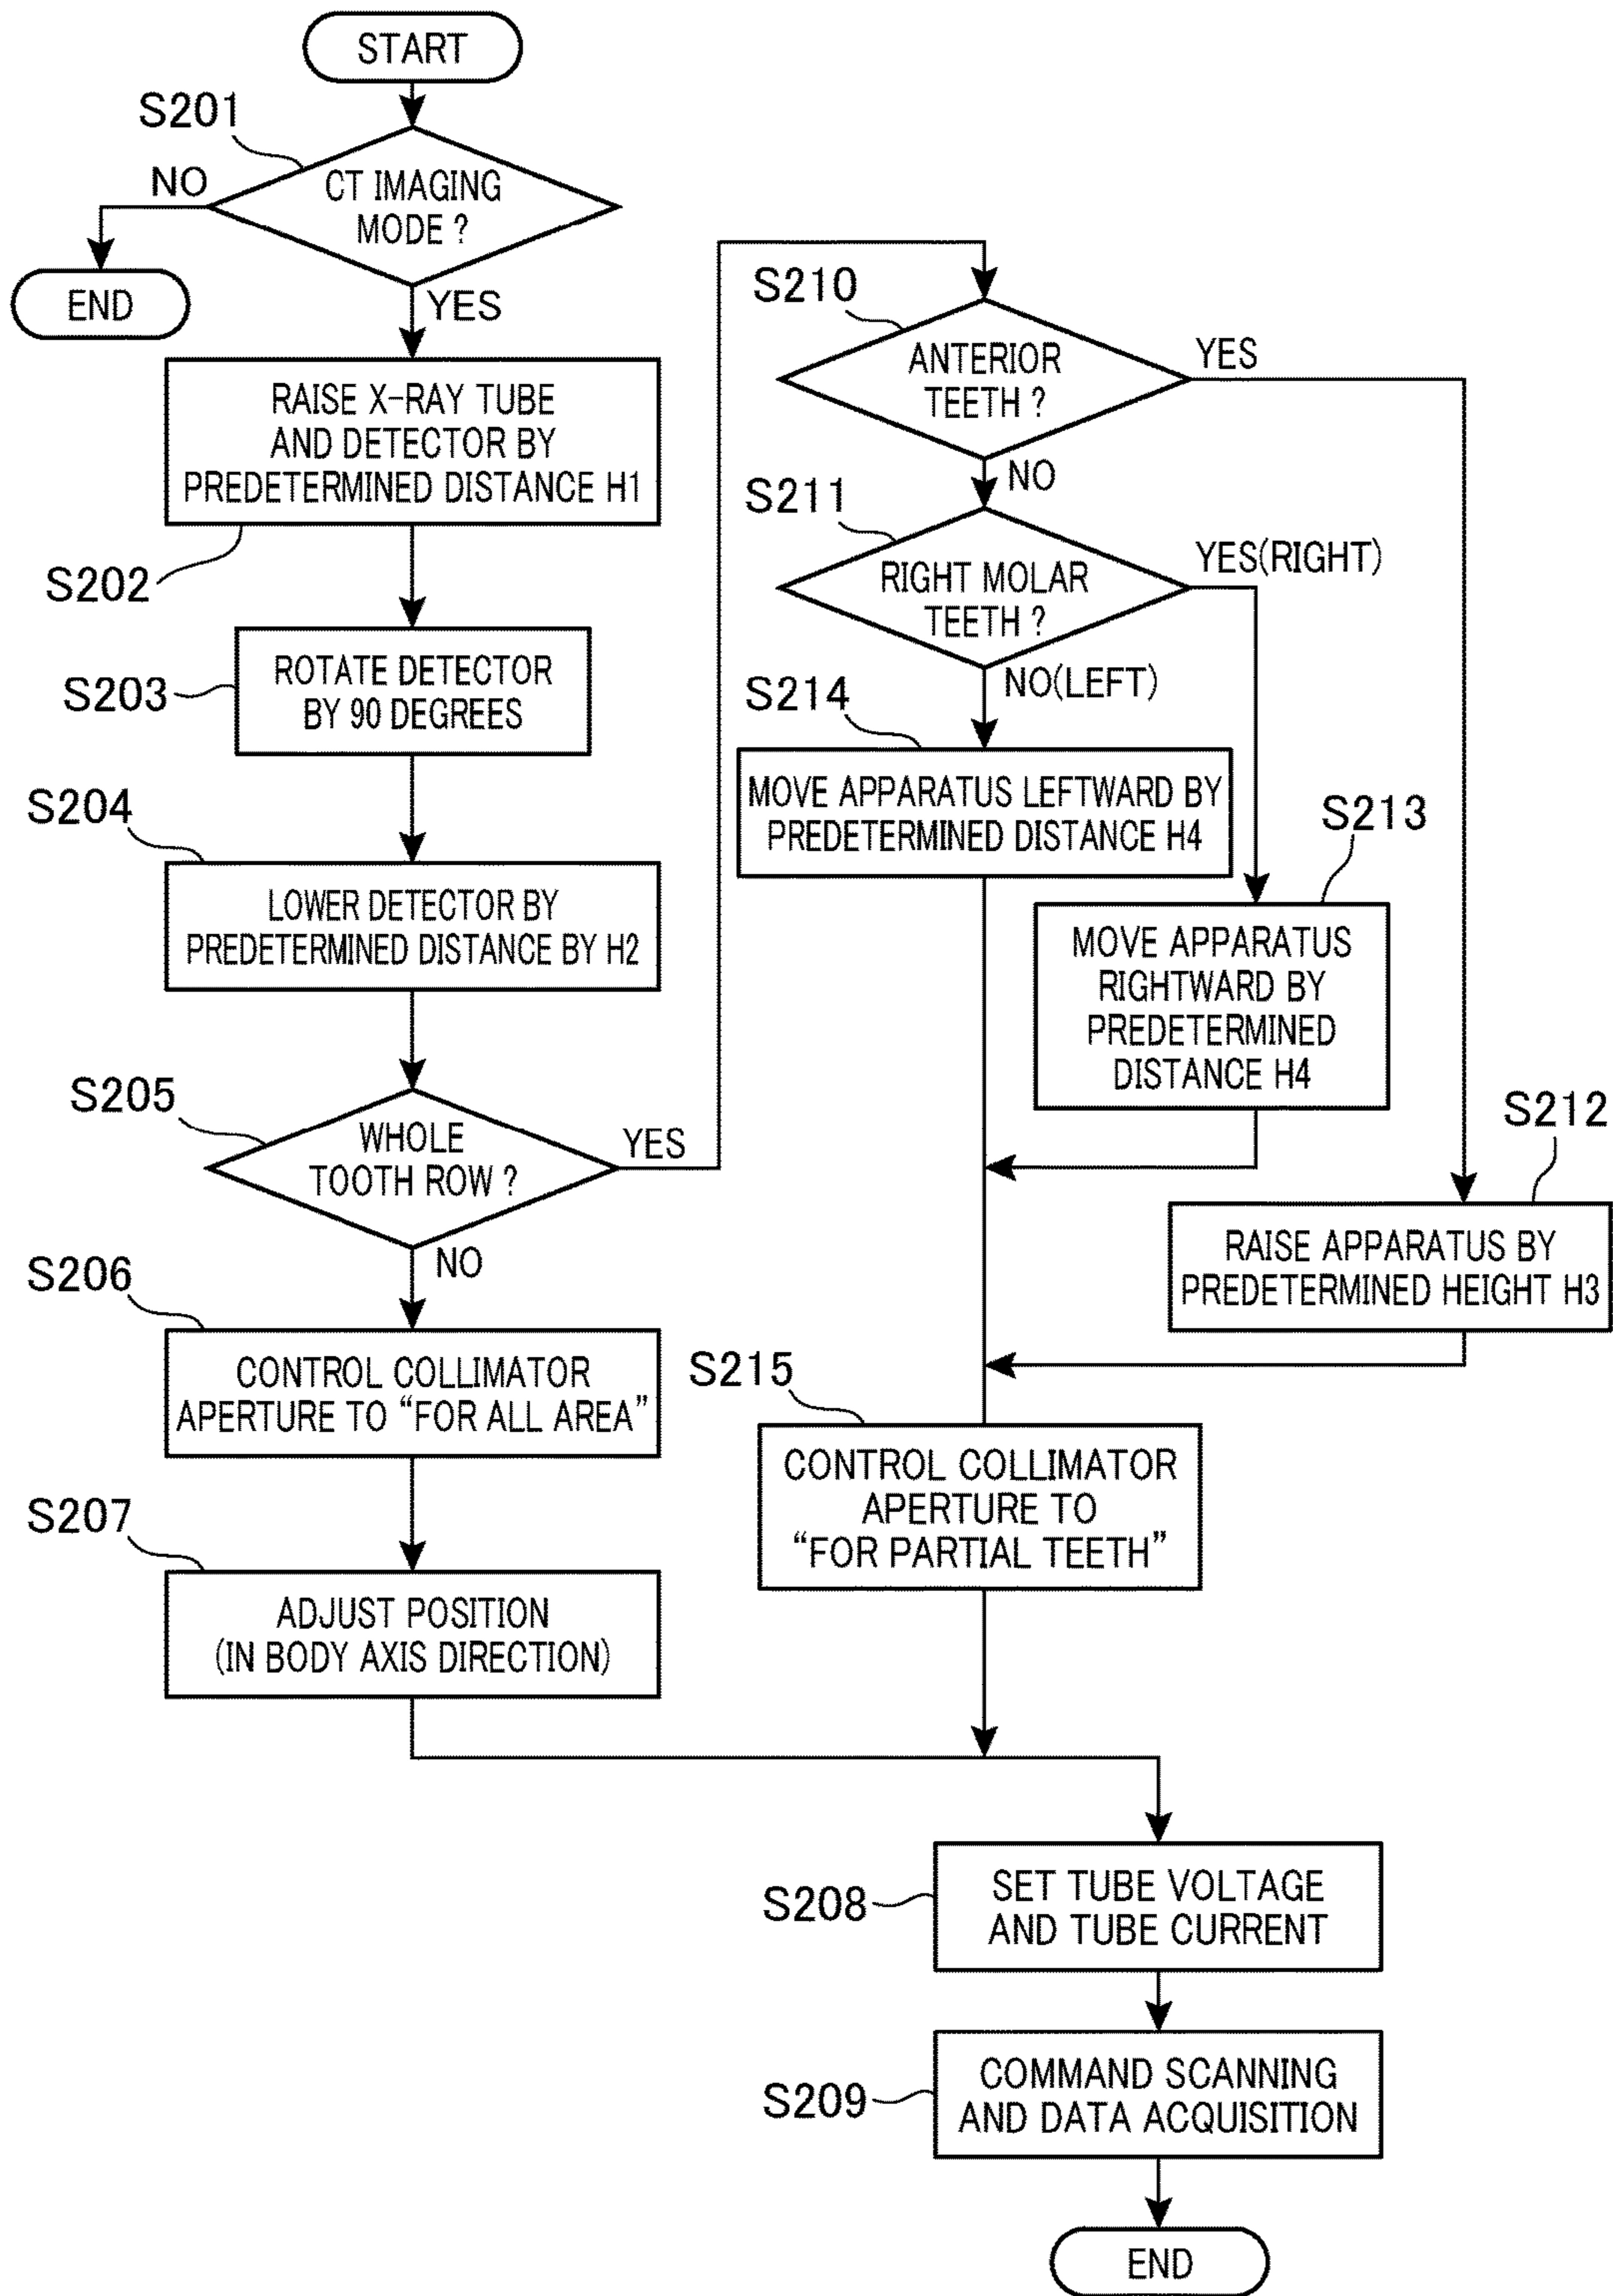 START
S201
CT IMAGING
MODE ?
NO
END
YES
RAISE X-RAY TUBE
AND DETECTOR BY
PREDETERMINED DISTANCE H1
S202
S203
ROTATE DETECTOR
BY 90 DEGREES
S204
LOWER DETECTOR BY
PREDETERMINED DISTANCE BY H2
S205
WHOLE
TOOTH ROW ?
YES
NO
S206
CONTROL COLLIMATOR
APERTURE TO “FOR ALL AREA”
S207
ADJUST POSITION
(IN BODY AXIS DIRECTION)
S210
ANTERIOR
TEETH ?
YES
NO
S211
RIGHT MOLAR
TEETH ?
YES(RIGHT)
NO(LEFT)
S214
MOVE APPARATUS LEFTWARD BY
PREDETERMINED DISTANCE H4
S213
MOVE APPARATUS
RIGHTWARD BY
PREDETERMINED
DISTANCE H4
S212
RAISE APPARATUS BY
PREDETERMINED HEIGHT H3
S215
CONTROL COLLIMATOR
APERTURE TO
“FOR PARTIAL TEETH”
S208
SET TUBE VOLTAGE
AND TUBE CURRENT
S209
COMMAND SCANNING
AND DATA ACQUISITION
END